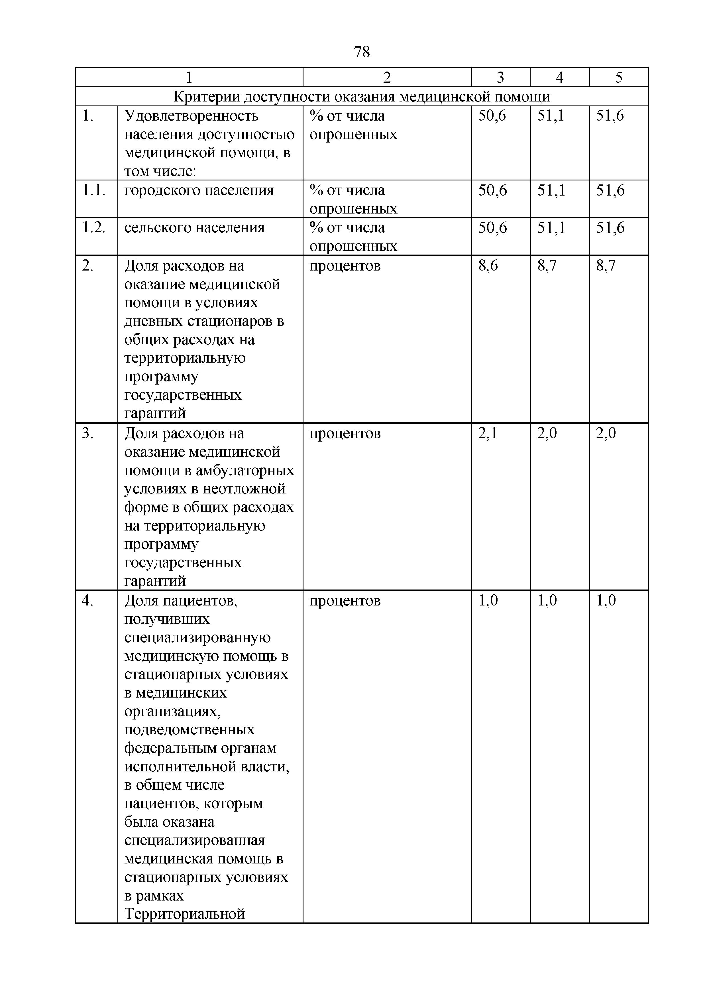 78
1 2 3 4 5
Критерии доступности оказания медицинской помощи
1. Удовлетворенность % от числа 50,6 51,1 51,6
населения доступностью опрошенных
медицинской помощи, в
том числе:
1.1. городского населения % от числа 50,6 51,1 51,6
опрошенных
1.2. сельского населения % от числа 50,6 51,1 51,6
опрошенных
2. Доля расходов на процентов 8,6 8,7 8,7
оказание медицинской
помощи в условиях
дневных стационаров в
общих расходах на
территориальную
программу
государственных
гарантий
3. Доля расходов на процентов 2,1 2,0 2,0
оказание медицинской
помощи в амбулаторных
условиях в неотложной
форме в общих расходах
на территориальную
программу
государственных
гарантий
4. Доля пациентов, процентов 1,0 1,0 1,0
получивших
специализированную
медицинскую помощь в
стационарных условиях
в медицинских
организациях,
подведомственных
федеральным органам
исполнительной власти,
в общем числе
пациентов, которым
была оказана
специализированная
медицинская помощь в
стационарных условиях
в рамках
Территориальной